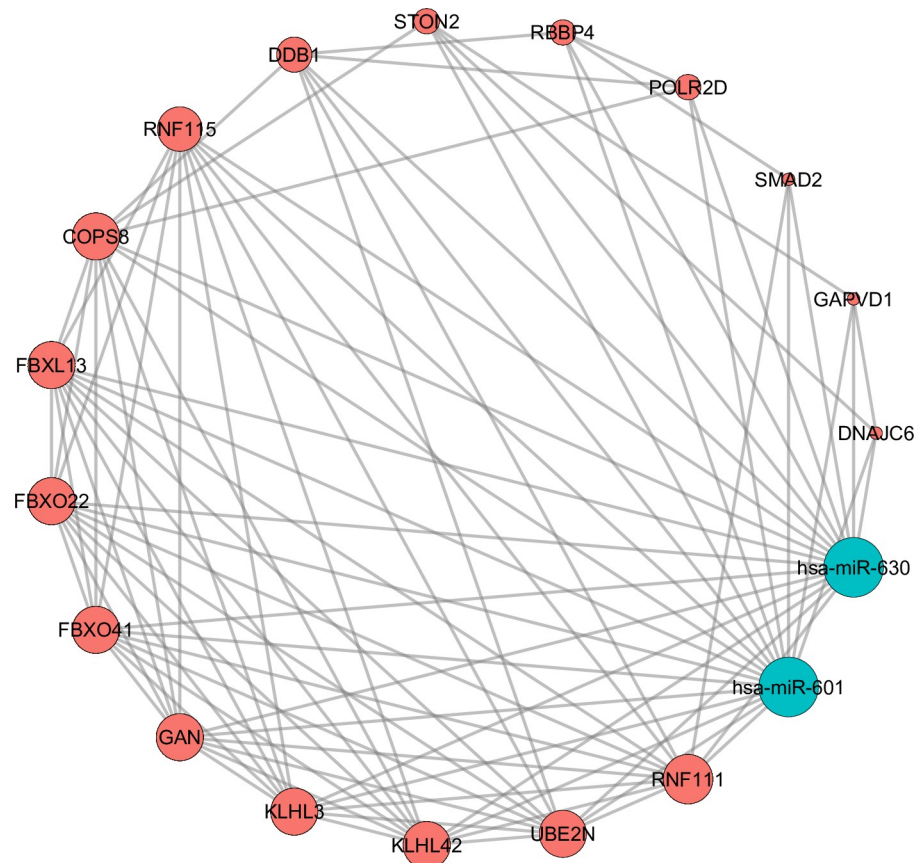 STON2
RBBP4
DDB1
POLR2D
RNF115
SMAD2
COPS8
GAPVD1
FBXL13
DNAJC6
FBXO22
hsa-miR-630
FBXO41
hsa-miR-601
GAN
RNF111
KLHL3
UBE2N
KLHL42